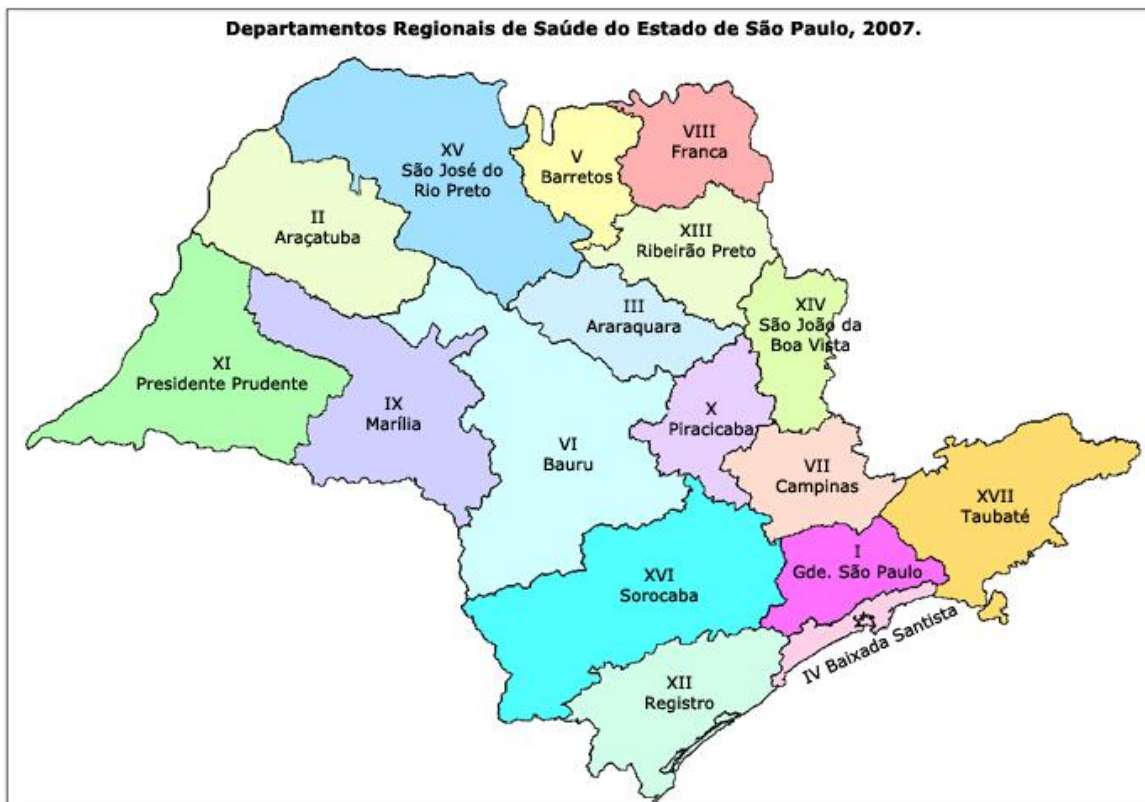 Departamentos Regionais de Saúde do Estado de São Paulo, 2007.
XV
São José do
Rio Preto
V
Barretos
VIII
Franca
II
Araçatuba
XIII
Ribeirão Preto
III
Araraquara
XIV
São João da
Boa Vista
XI
Presidente Prudente
IX
Marília
X
Piracicaba
VI
Bauru
VII
Campinas
XVII
Taubaté
I
Gde. São Paulo
XVI
Sorocaba
IV Baixada Santista
XII
Registro